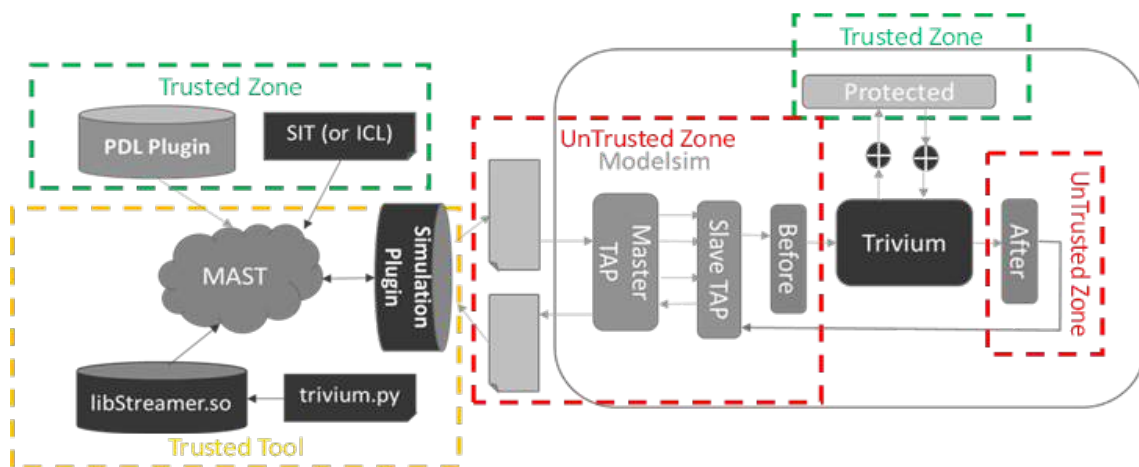 Trusted Zone
PDL Plugin
SIT (or ICL)
MAST
Simulation
Plugin
libStreamer.so
trivium.py
Trusted Tool
UnTrusted Zone
Modelsim
Master
TAP
Slave TAP
Before
Trusted Zone
Protected
Trivium
After
UnTrusted Zone